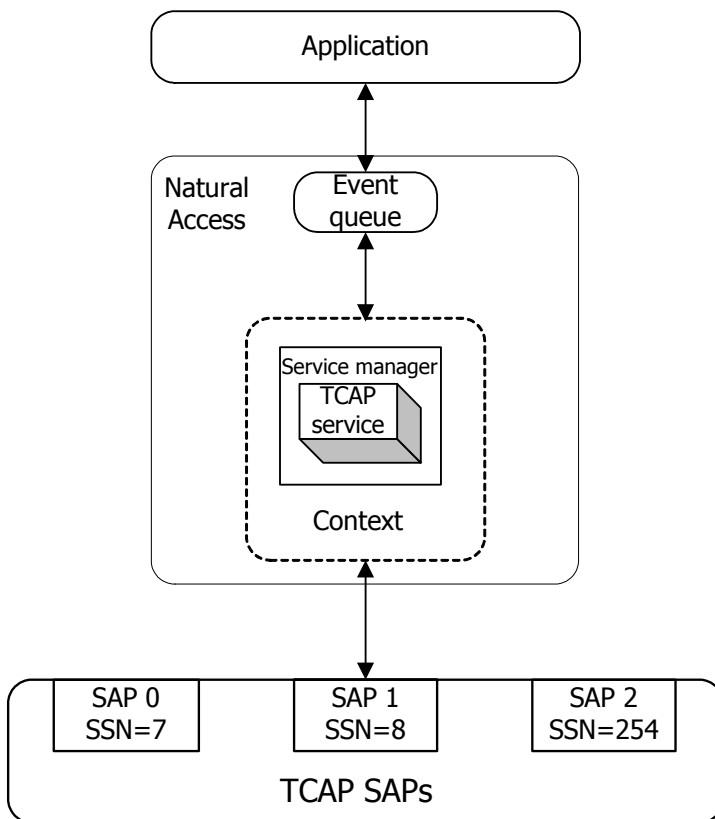 Application
Natural
Access
Event
queue
Service manager
TCAP
service
Context
SAP 0
SSN=7
SAP 1
SSN=8
SAP 2
SSN=254
TCAP SAPs